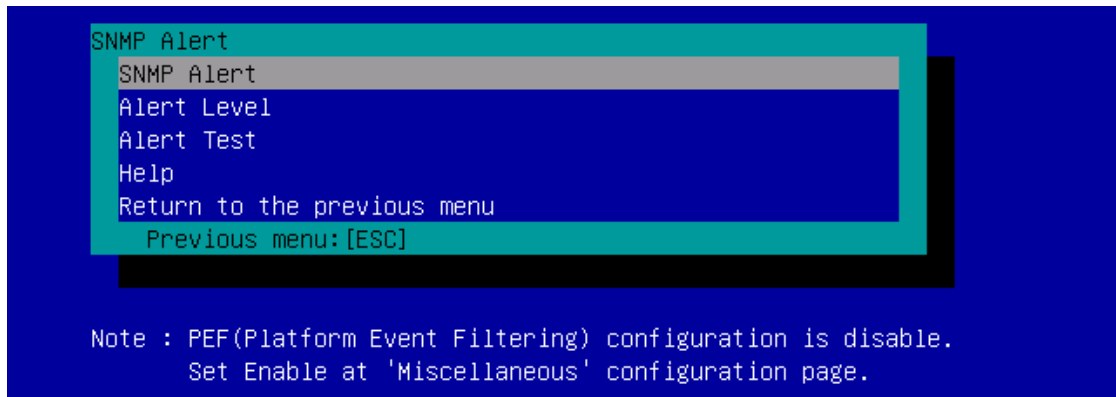 SNMP Alert
SNMP Alert
Alert Level
Alert Test
Help
Return to the previous menu
Previous menu:[ESC]
Note : PEF(Platform Event Filtering) configuration is disable.
Set Enable at 'Miscellaneous' configuration page.